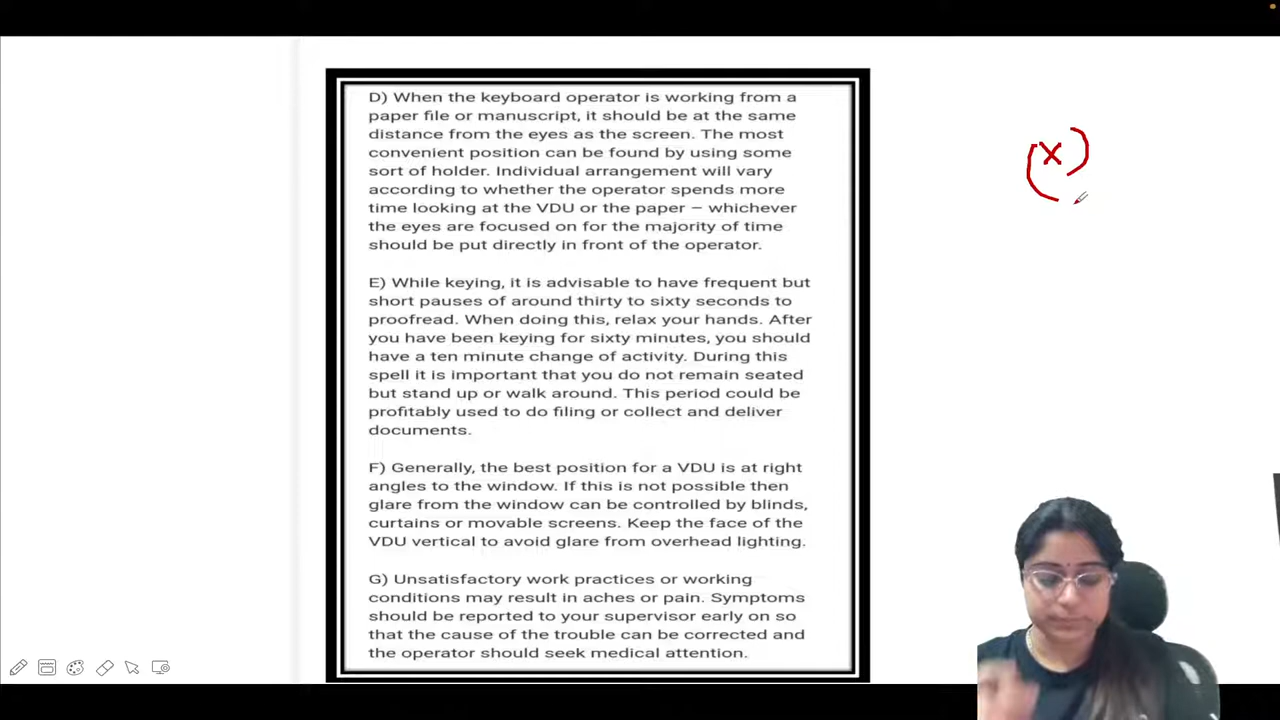 D) When the keyboard operator is working from a
paper file or manuscript, it should be at the same
distance from the eyes as the screen. The most
convenient position can be found by using some
sort of holder. Individual arrangement will vary
according to whether the operator spends more
time looking at the VDU or the paper – whichever
the eyes are focused on for the majority of time
should be put directly in front of the operator.
E) While keying, it is advisable to have frequent but
short pauses of around thirty to sixty seconds to
proofread. When doing this, relax your hands. After
you have been keying for sixty minutes, you should
have a ten minute change of activity. During this
spell it is important that you do not remain seated
but stand up or walk around. This period could be
profitably used to do filing or collect and deliver
documents.
F) Generally, the best position for a VDU is at right
angles to the window. If this is not possible then
glare from the window can be controlled by blinds,
curtains or movable screens. Keep the face of the
VDU vertical to avoid glare from overhead lighting.
G) Unsatisfactory work practices or working
conditions may result in aches or pain. Symptoms
should be reported to your supervisor early on so
that the cause of the trouble can be corrected and
the operator should seek medical attention.
(x)